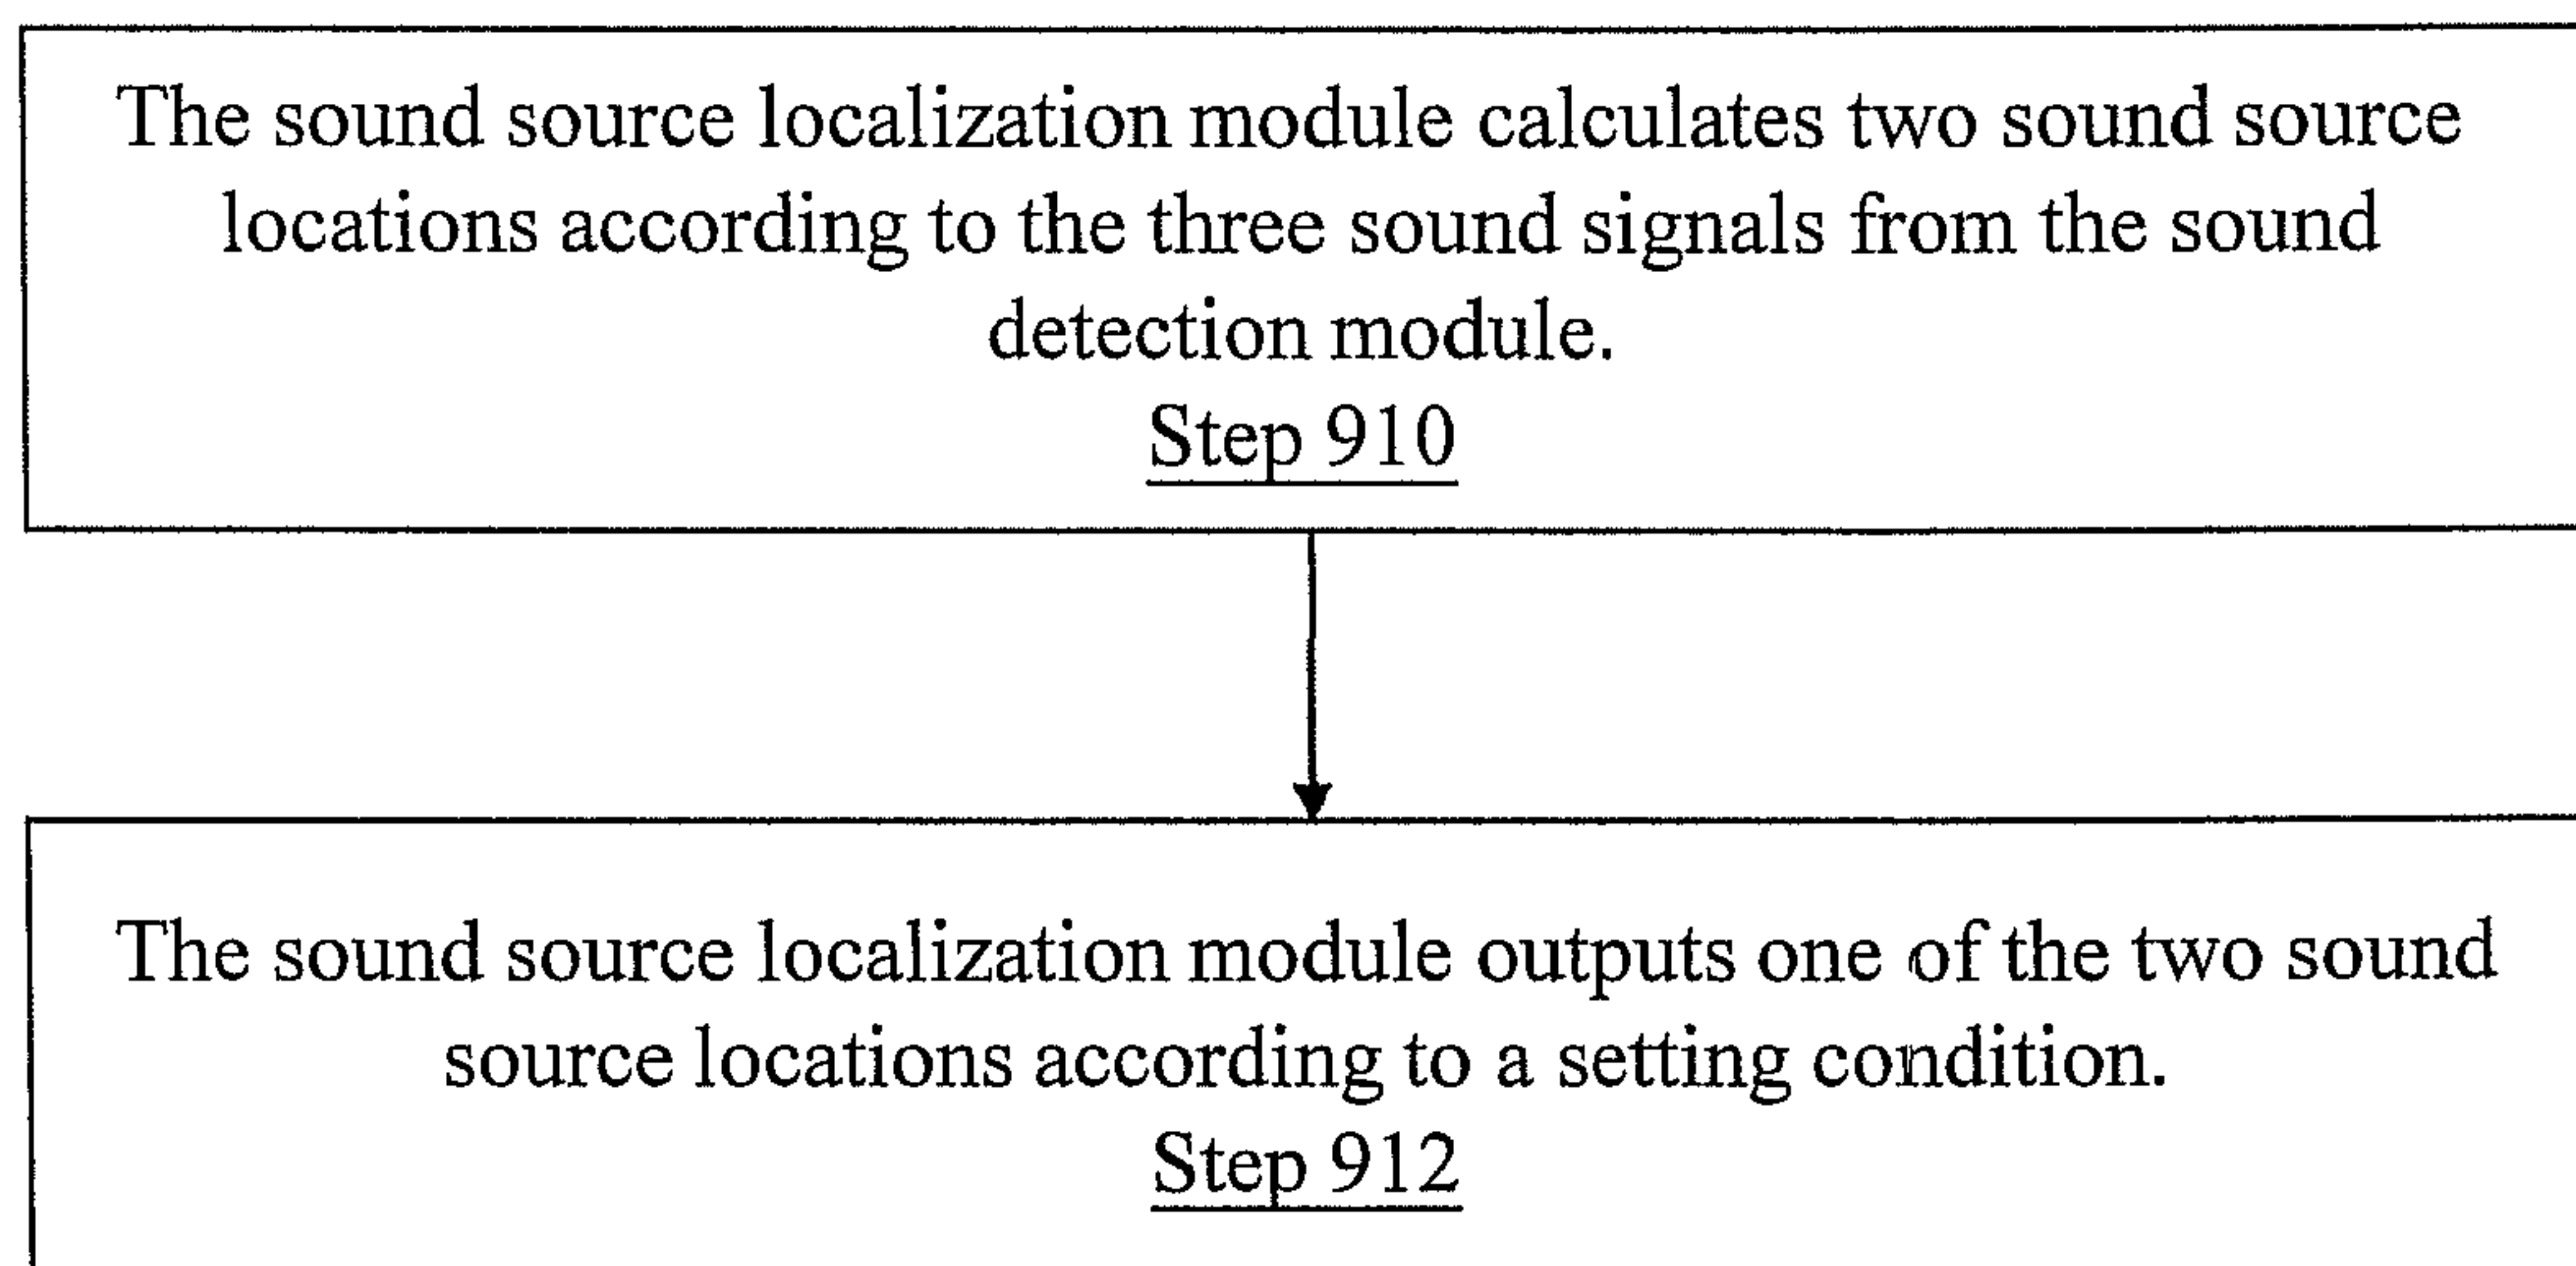 The sound source localization module calculates two sound source
locations according to the three sound signals from the sound
detection module.
Step 910
The sound source localization module outputs one of the two sound
source locations according to a setting condition.
Step 912